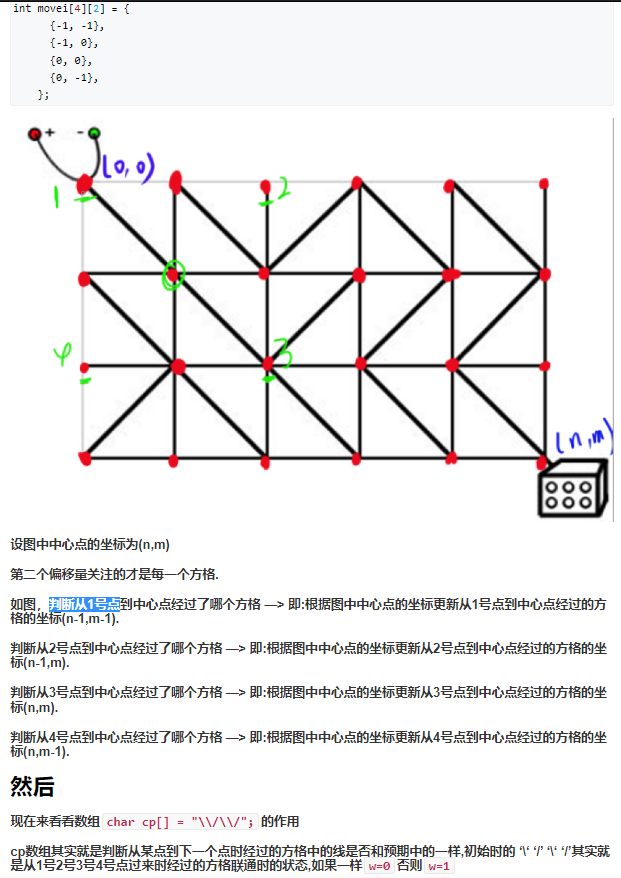 int movei[4][2] = {
{-1, -1},
{-1, 0},
{0, 0},
{0, -1},
};
+ -
(0,0)
1
2
3
4
(n,m)
设图中中心点的坐标为(n,m)
第二个偏移量关注的才是每一个方格.
如图，判断从1号点到中心点经过了哪个方格 —> 即:根据图中中心点的坐标更新从1号点到中心点经过的方
格的坐标(n-1,m-1).
判断从2号点到中心点经过了哪个方格 —> 即:根据图中中心点的坐标更新从2号点到中心点经过的方格的坐
标(n-1,m).
判断从3号点到中心点经过了哪个方格 —> 即:根据图中中心点的坐标更新从3号点到中心点经过的方格的坐
标(n,m).
判断从4号点到中心点经过了哪个方格 —> 即:根据图中中心点的坐标更新从4号点到中心点经过的方格的坐
标(n,m-1).
然后
现在来看看数组 char cp[] = "\\/\\/"; 的作用
cp数组其实就是判断从某点到下一个点时经过的方格中的线是否和预期中的一样,初始时的 '\' '/' '\' '/'其实就
是从1号2号3号4号点过来时经过的方格联通时的状态,如果一样 w=0 否则 w=1